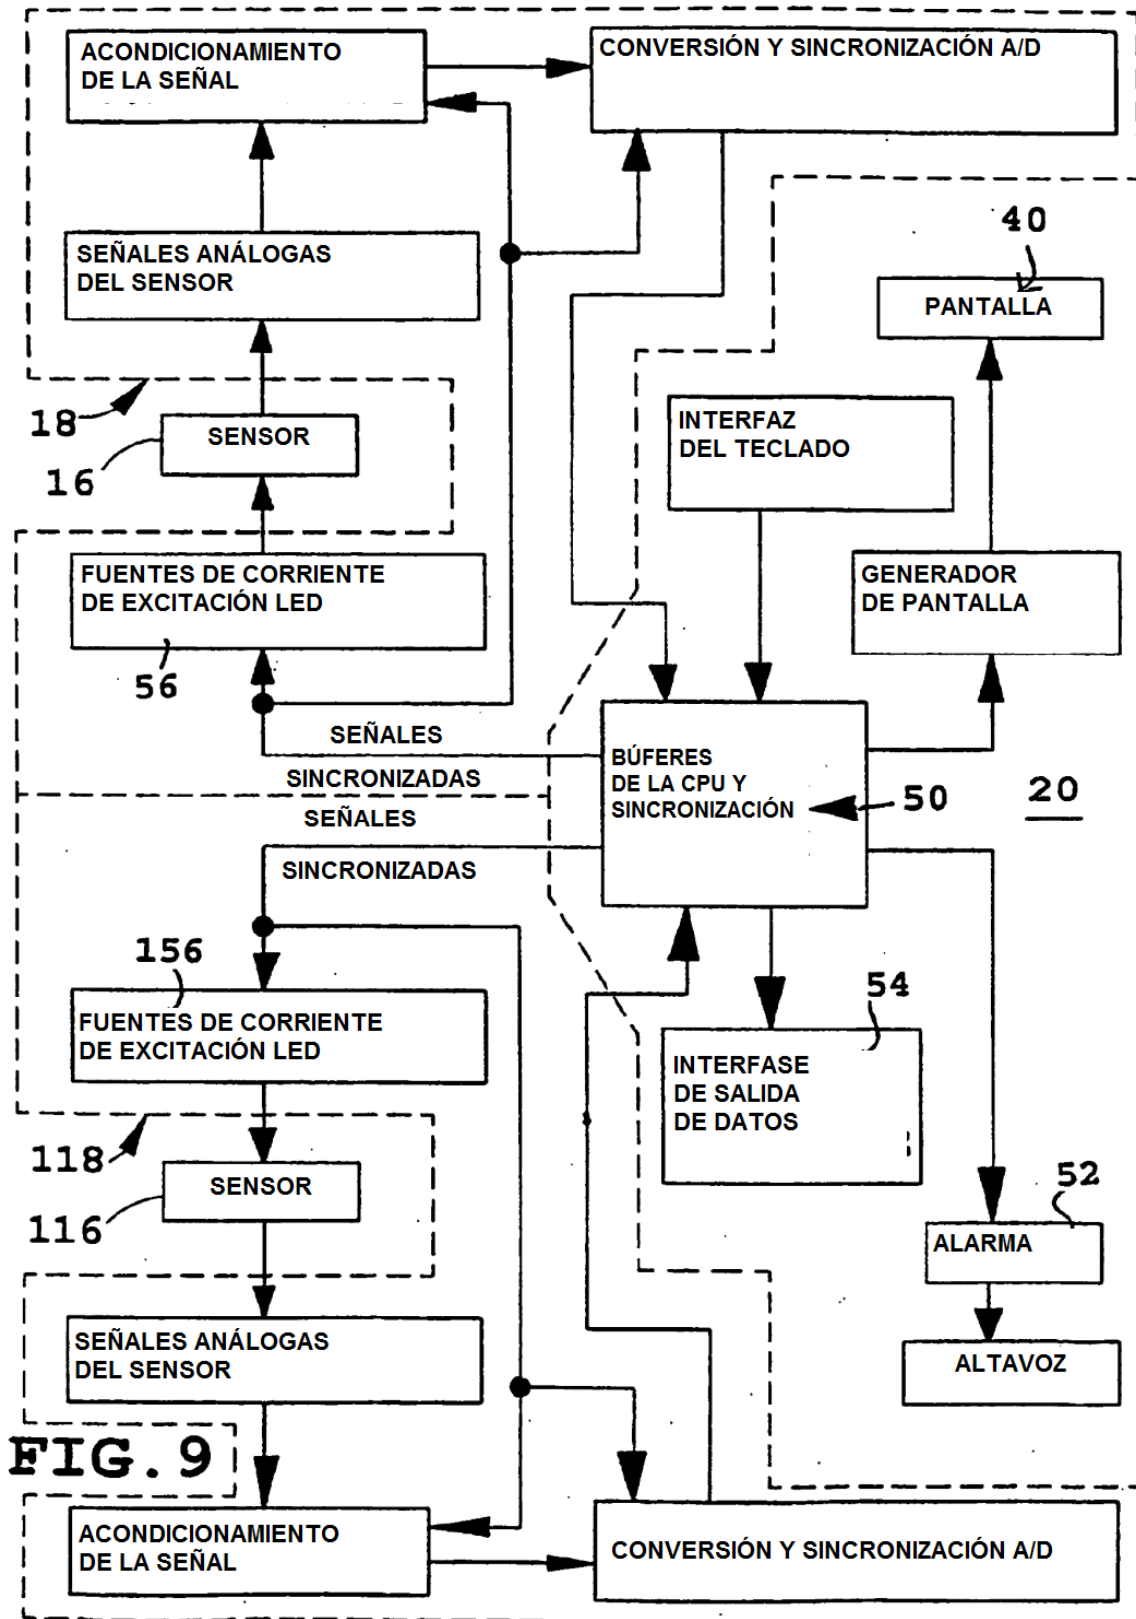 ACONDICIONAMIENTO
DE LA SEÑAL
CONVERSIÓN Y SINCRONIZACIÓN A/D
SEÑALES ANÁLOGAS
DEL SENSOR
40
PANTALLA
18
SENSOR
16
INTERFAZ
DEL TECLADO
FUENTES DE CORRIENTE
DE EXCITACIÓN LED
56
GENERADOR
DE PANTALLA
SEÑALES
SINCRONIZADAS
BÚFERES
DE LA CPU Y
SINCRONIZACIÓN
50
20
SEÑALES
SINCRONIZADAS
156
FUENTES DE CORRIENTE
DE EXCITACIÓN LED
54
INTERFASE
DE SALIDA
DE DATOS
118
SENSOR
116
52
ALARMA
SEÑALES ANÁLOGAS
DEL SENSOR
ALTAVOZ
FIG. 9
ACONDICIONAMIENTO
DE LA SEÑAL
CONVERSIÓN Y SINCRONIZACIÓN A/D